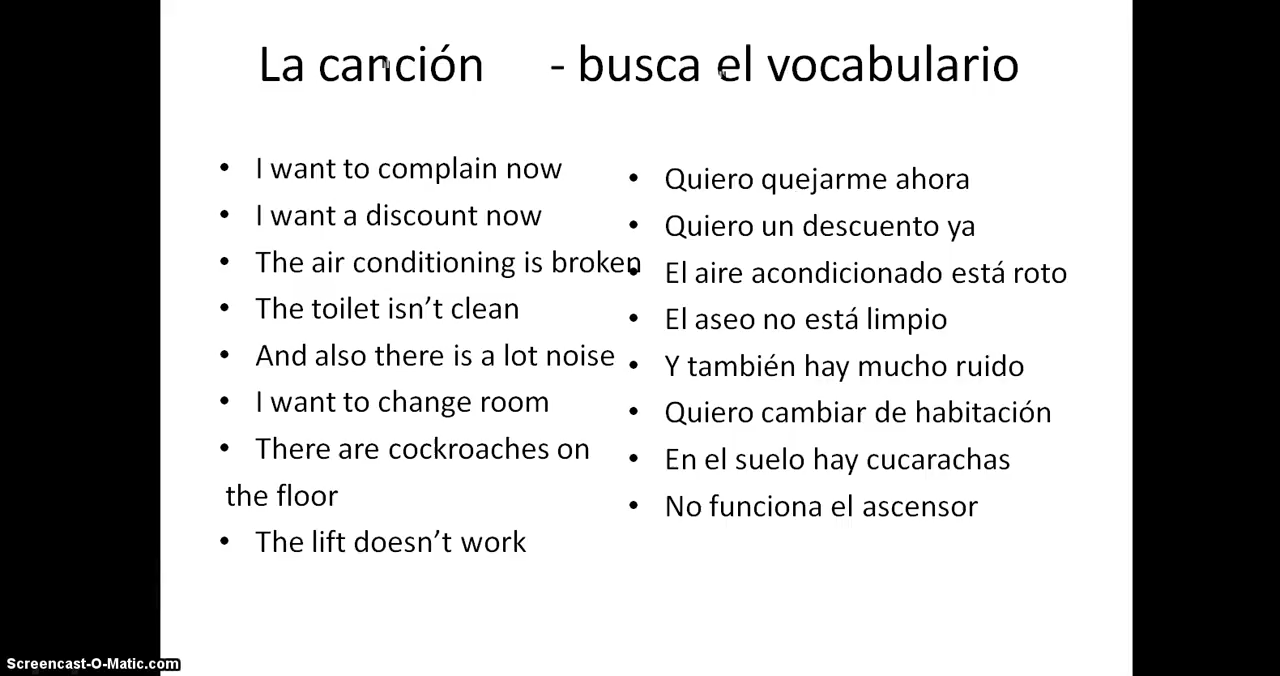 La canción - busca el vocabulario
• I want to complain now
• I want a discount now
• The air conditioning is broken
• The toilet isn’t clean
• And also there is a lot noise
• I want to change room
• There are cockroaches on
the floor
• The lift doesn’t work
• Quiero quejarme ahora
• Quiero un descuento ya
• El aire acondicionado está roto
• El aseo no está limpio
• Y también hay mucho ruido
• Quiero cambiar de habitación
• En el suelo hay cucarachas
• No funciona el ascensor
Screencast-O-Matic.com